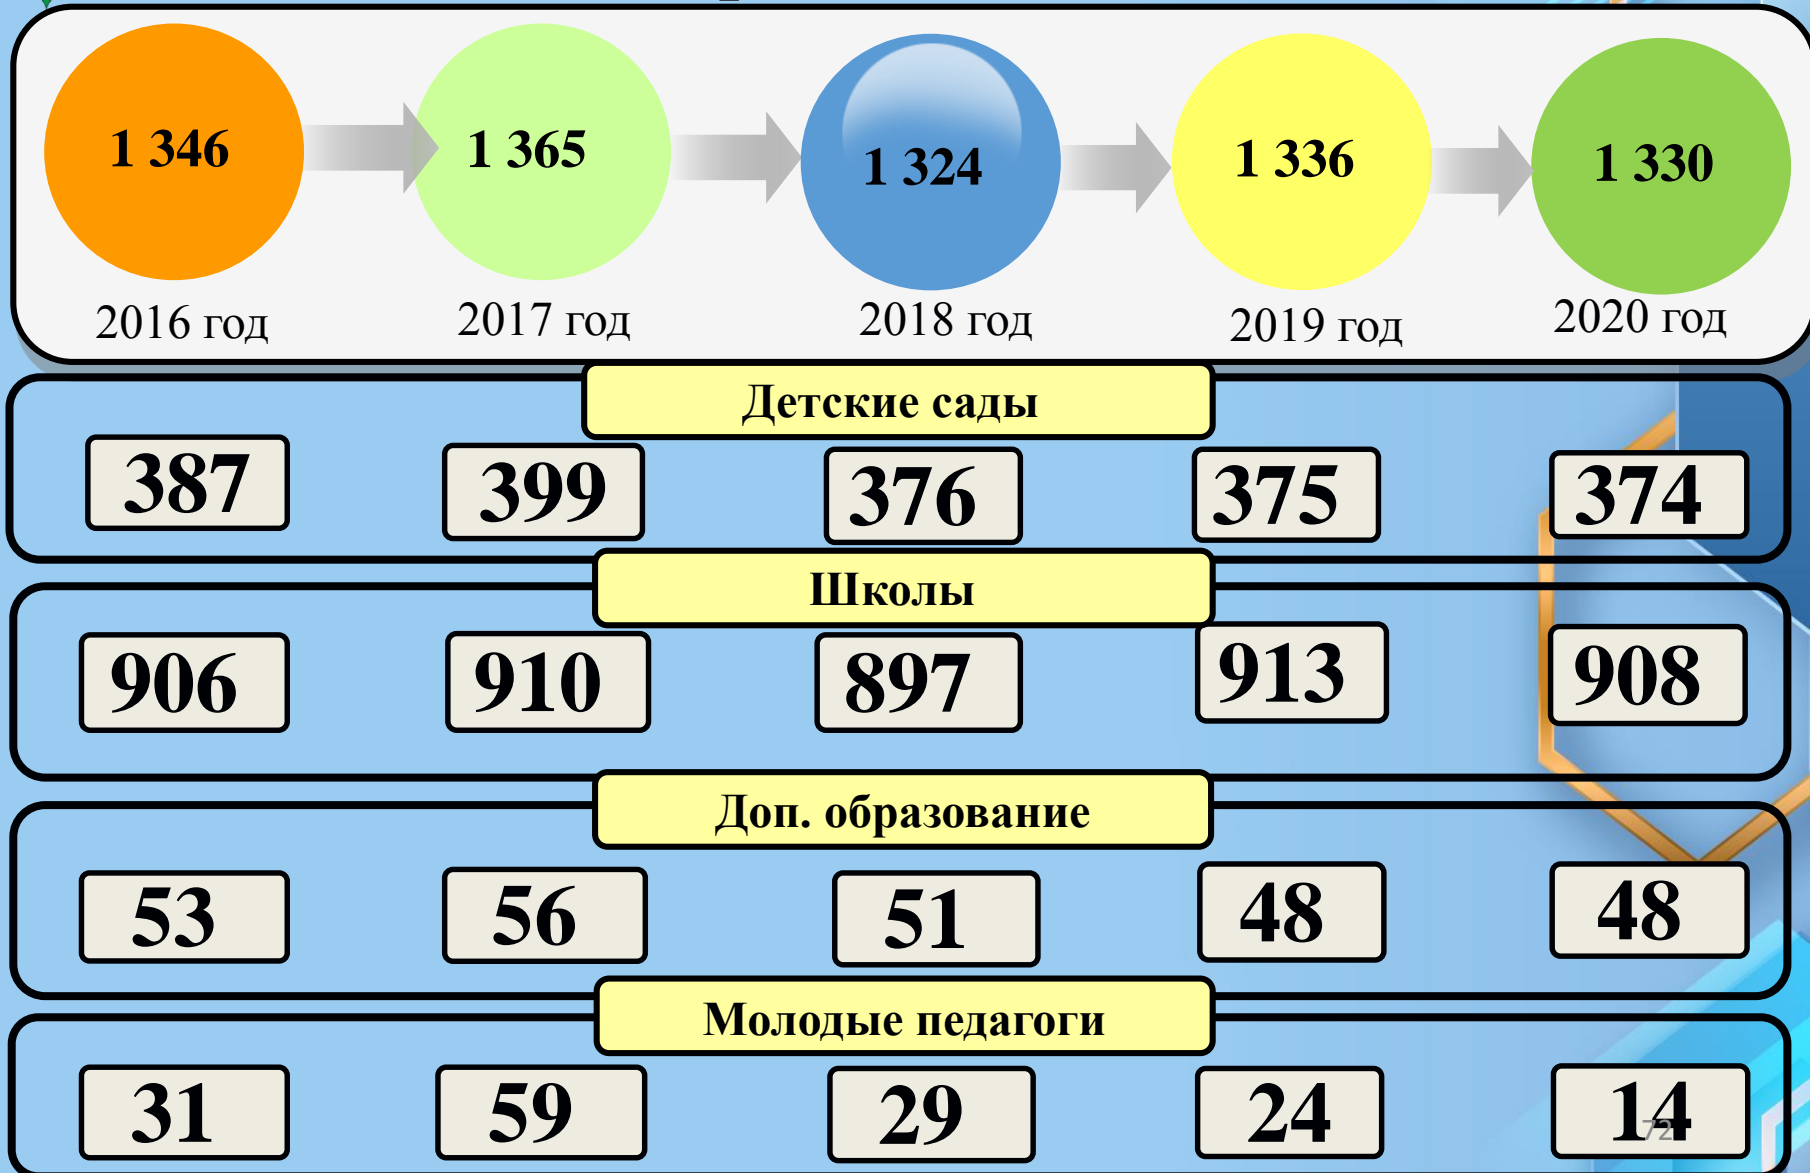 1 346 1 365 1 324 1 336 1 330
2016 год 2017 год 2018 год 2019 год 2020 год
Детские сады
387 399 376 375 374
Школы
906 910 897 913 908
Доп. образование
53 56 51 48 48
Молодые педагоги
31 59 29 24 14
72